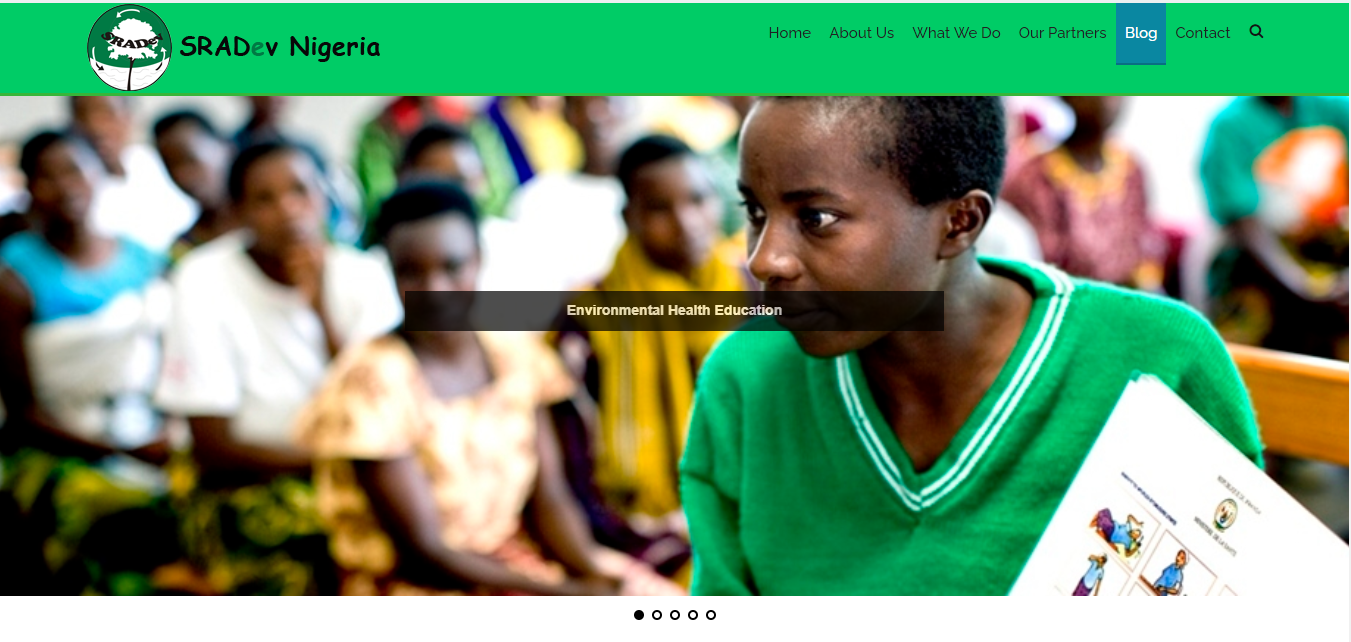 SRADev
SRADev Nigeria
Home About Us What We Do Our Partners Blog Contact
Environmental Health Education